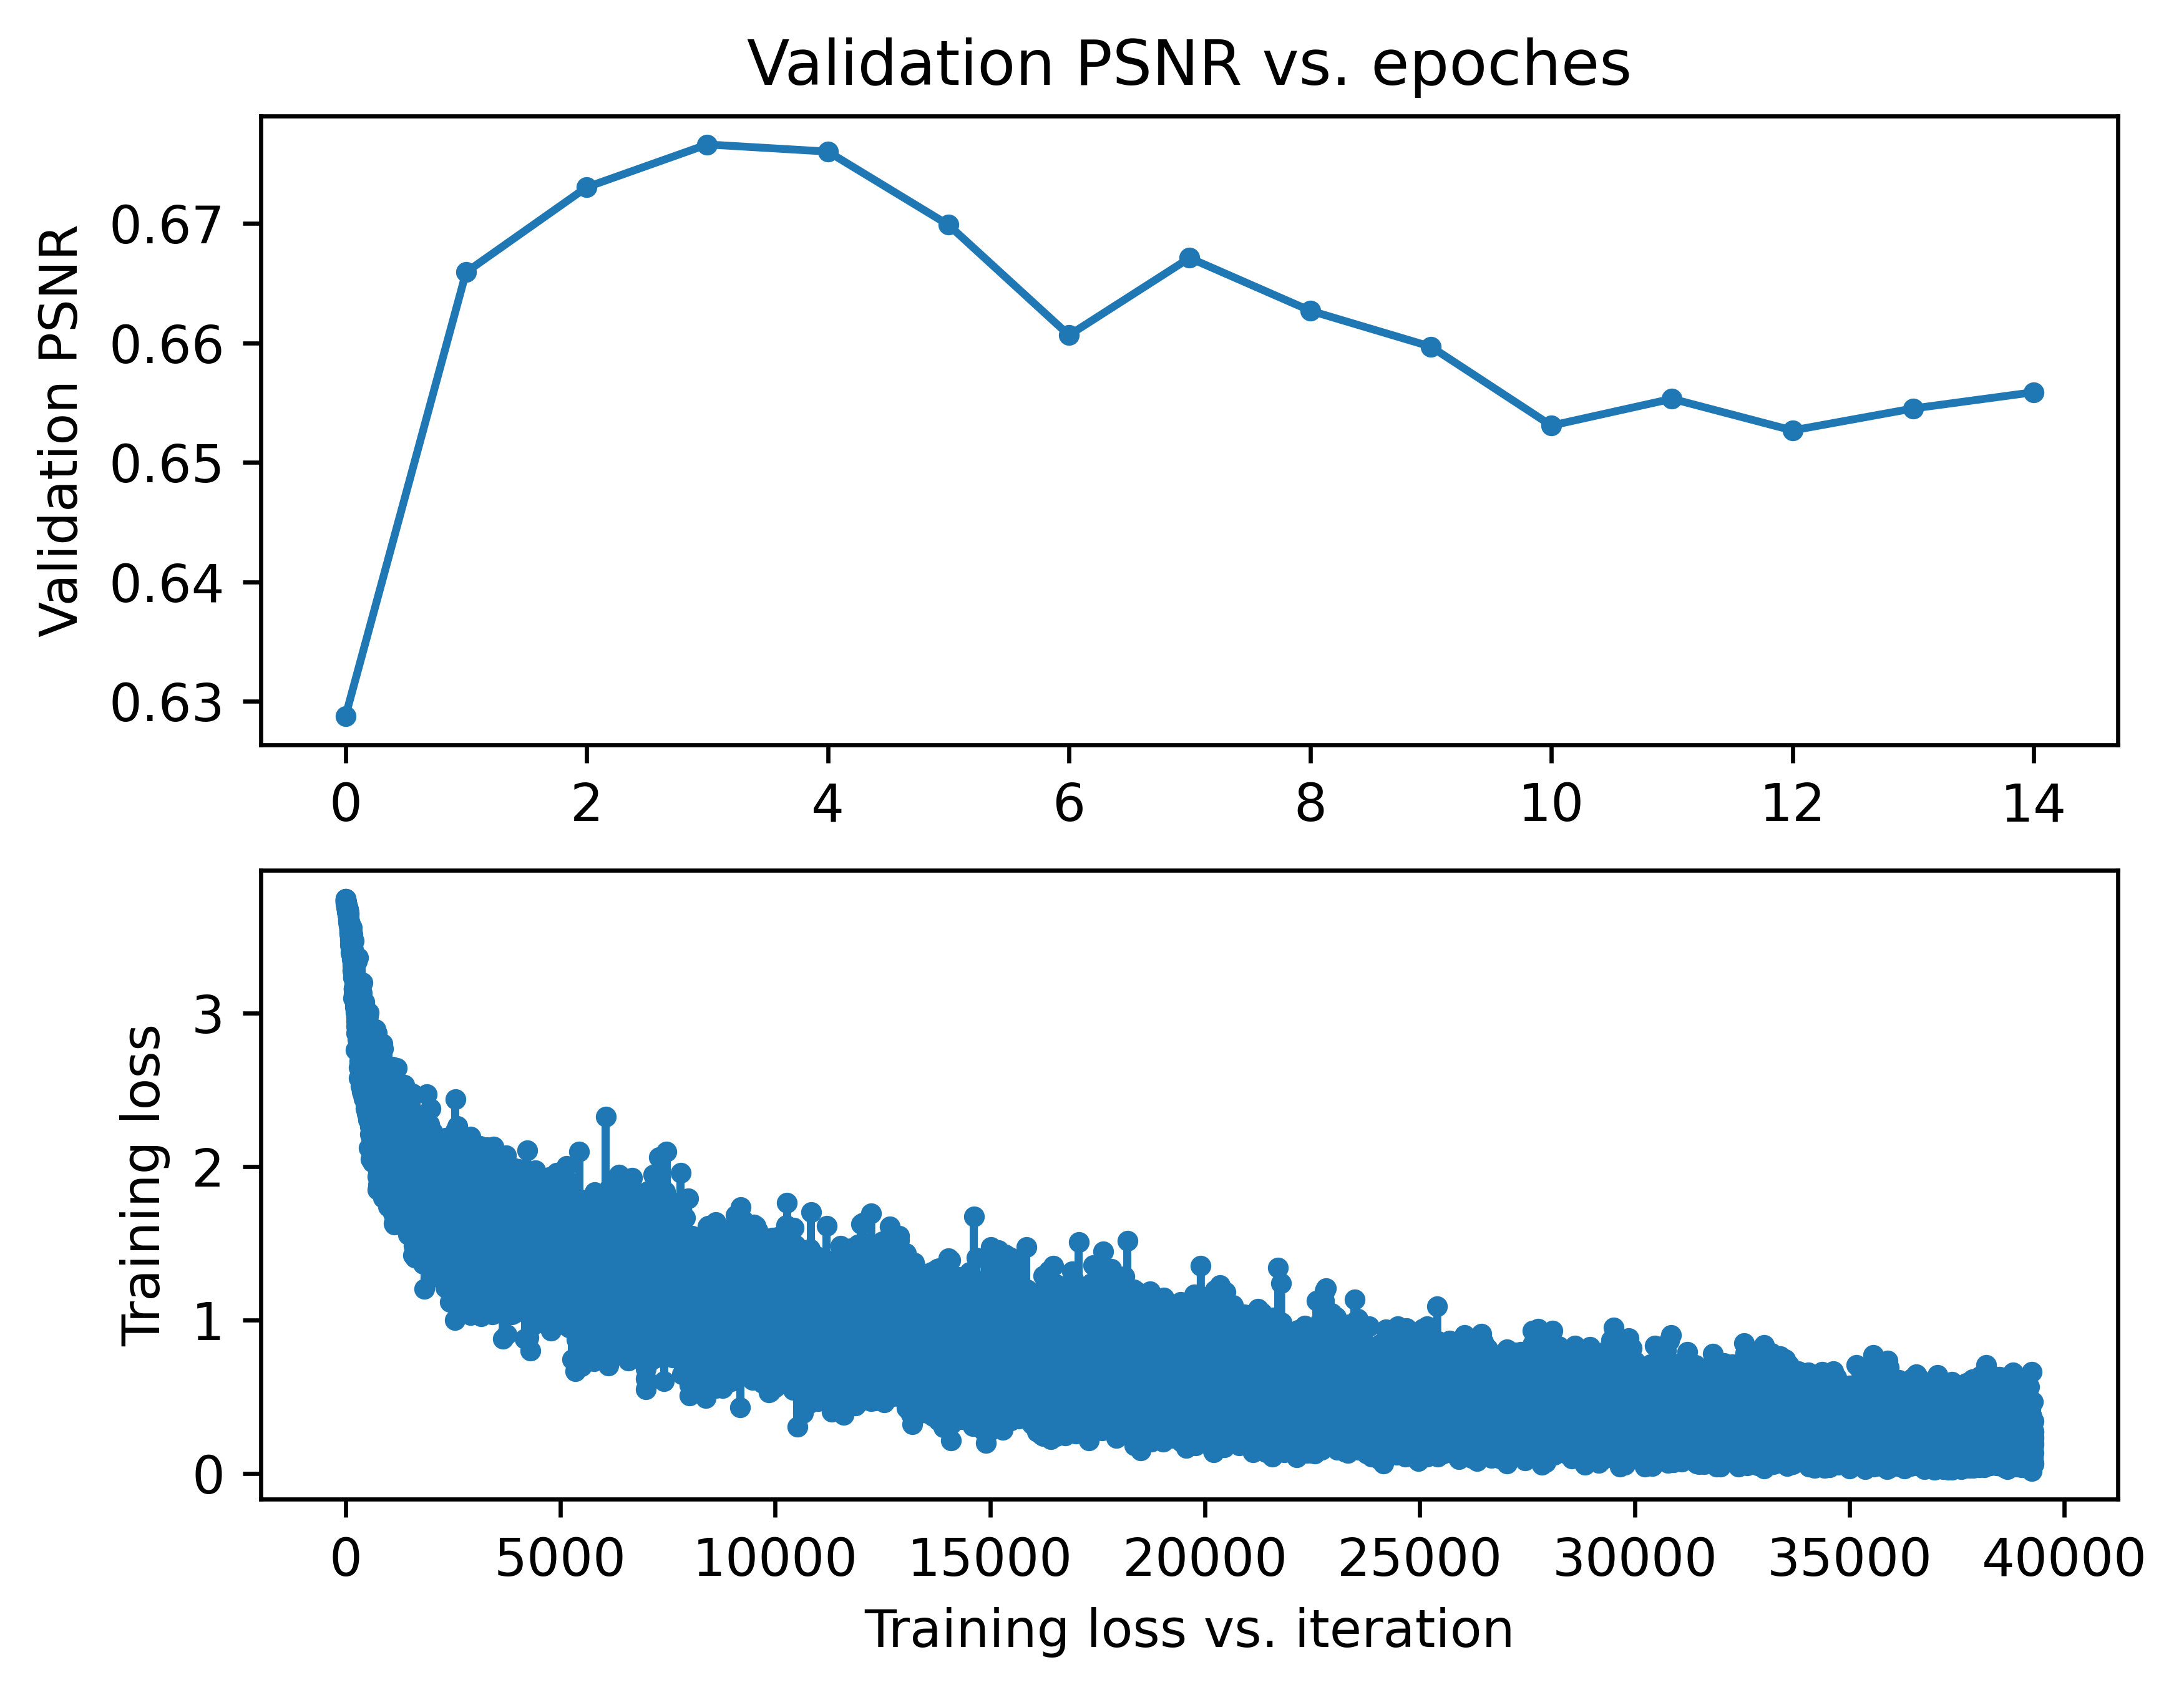 Validation PSNR vs. epoches
Validation PSNR
0.67
0.66
0.65
0.64
0.63
0 2 4 6 8 10 12 14
Training loss
3
2
1
0
0 5000 10000 15000 20000 25000 30000 35000 40000
Training loss vs. iteration